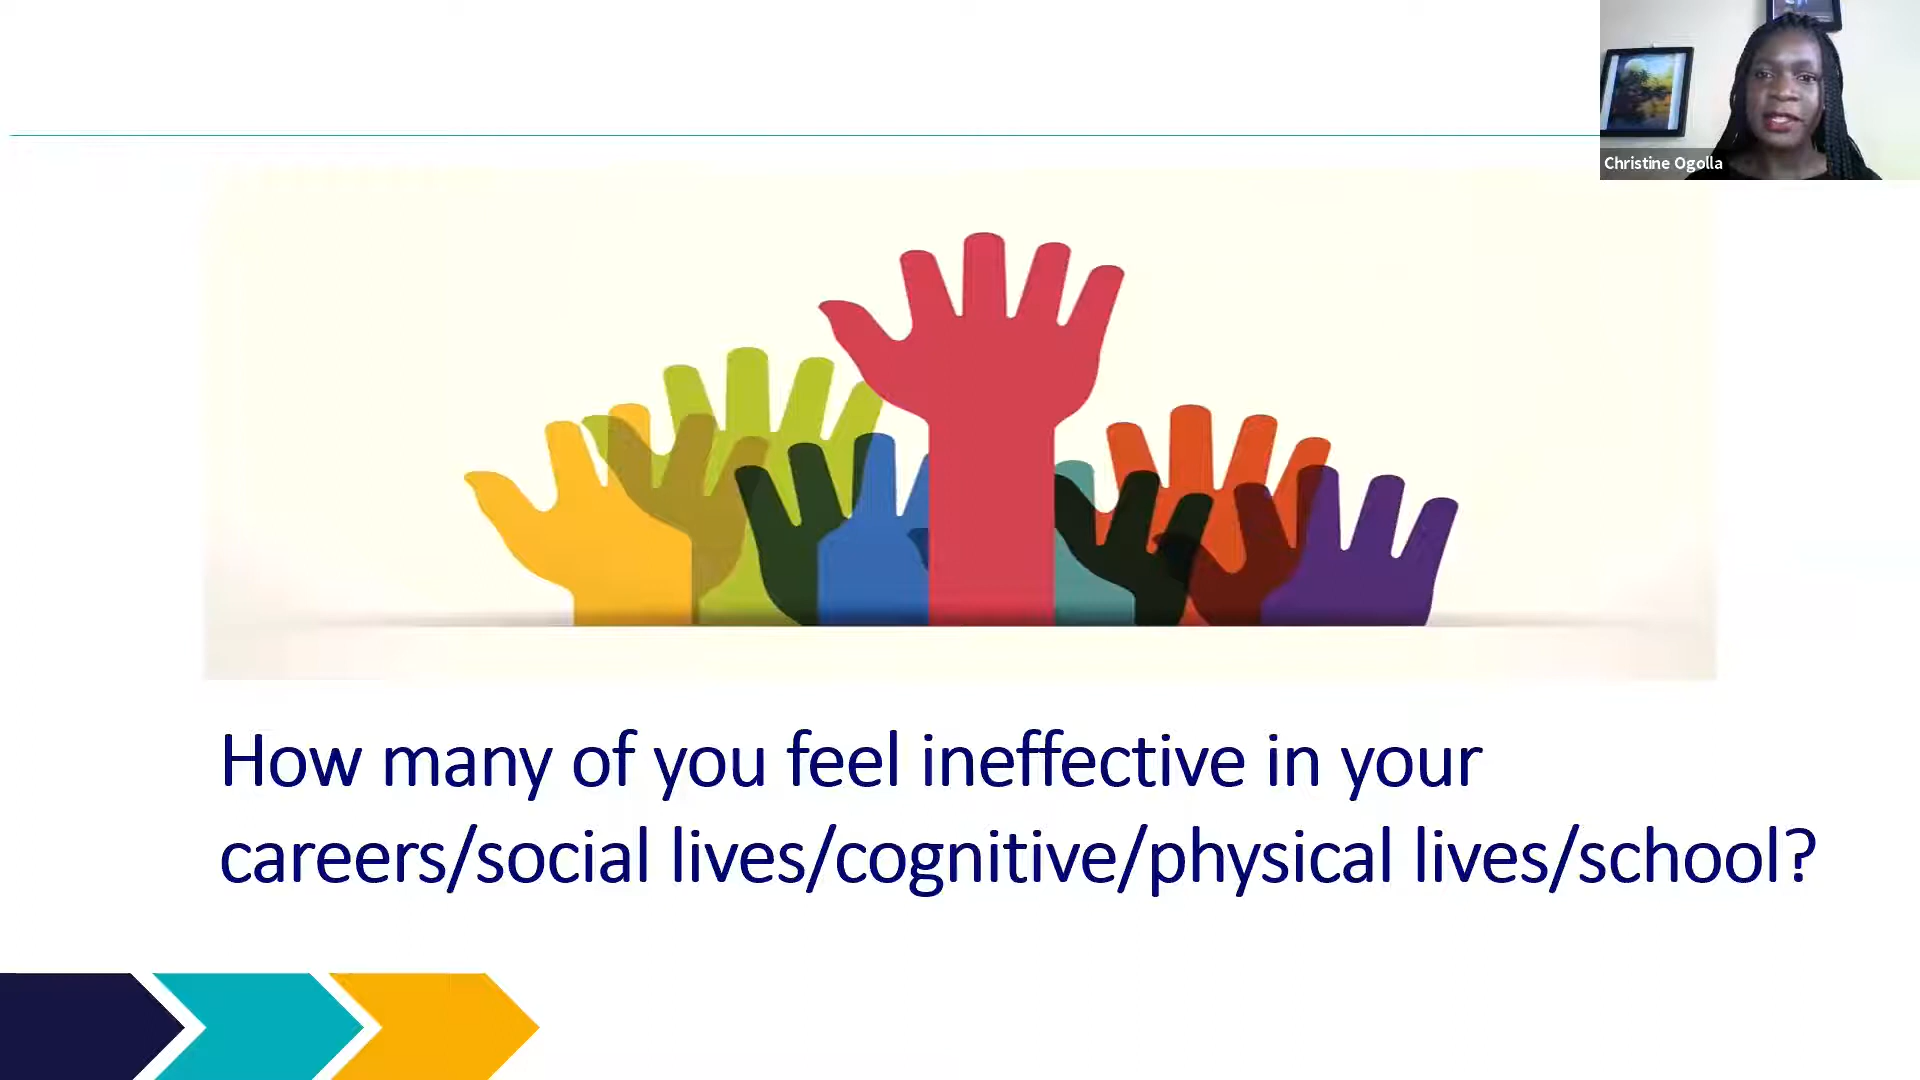 Christine Ogolla
How many of you feel ineffective in your
careers/social lives/cognitive/physical lives/school?